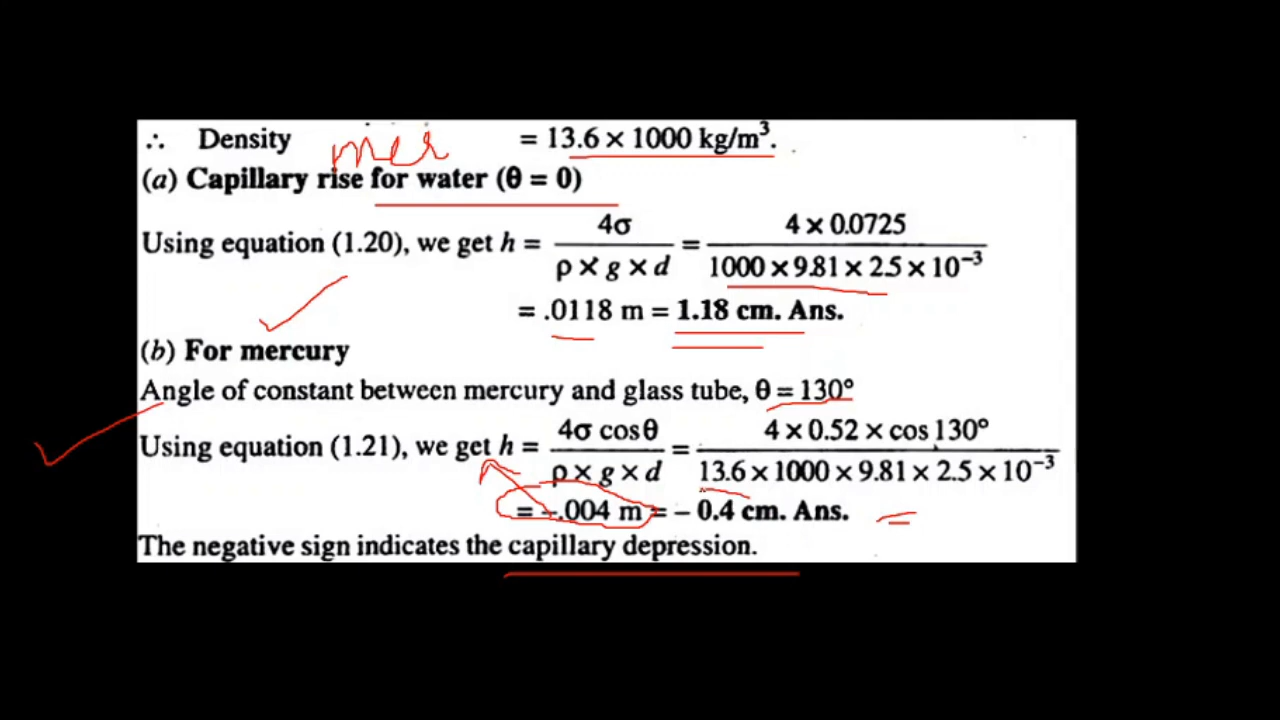 ∴ Density = 13.6 × 1000 kg/m³.
mer
(a) Capillary rise for water (θ = 0)
Using equation (1.20), we get h = 4σ / ρ × g × d = 4 × 0.0725 / 1000 × 9.81 × 2.5 × 10⁻³
= .0118 m = 1.18 cm. Ans.
(b) For mercury
Angle of constant between mercury and glass tube, θ = 130°
Using equation (1.21), we get h = 4σ cos θ / ρ × g × d = 4 × 0.52 × cos 130° / 13.6 × 1000 × 9.81 × 2.5 × 10⁻³
= –.004 m = – 0.4 cm. Ans.
The negative sign indicates the capillary depression.